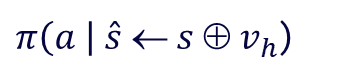 π(a | ŝ ← s ⊕ v_h)